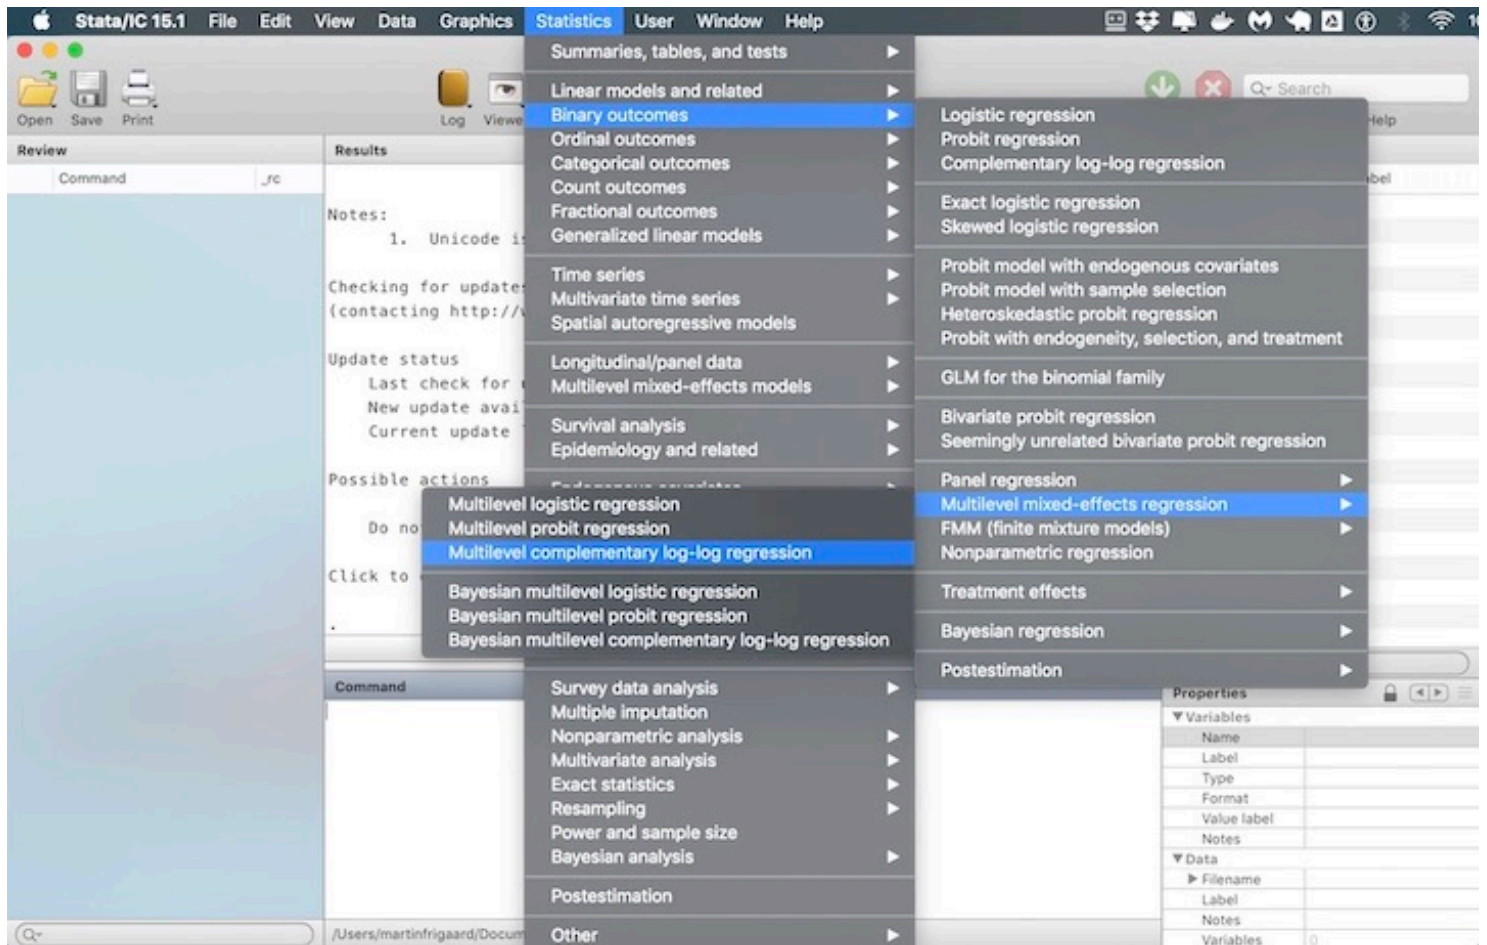 Stata/IC 15.1 File Edit View Data Graphics Statistics User Window Help
Open Save Print Log Search
Review
Command _rc
Results
Notes:
1. Unicode
Checking for
(contacting
Update status
Last check for
New update
Current update
Possible actions
Do
Click to
.
Command
/Users/martinfrigaard/
Summaries, tables, and tests
Linear models and related
Binary outcomes
Ordinal outcomes
Categorical outcomes
Count outcomes
Fractional outcomes
Generalized linear models
Time series
Multivariate time series
Spatial autoregressive models
Longitudinal/panel data
Multilevel mixed-effects models
Survival analysis
Epidemiology and related
Survey data analysis
Multiple imputation
Nonparametric analysis
Multivariate analysis
Exact statistics
Resampling
Power and sample size
Bayesian analysis
Postestimation
Other
Logistic regression
Probit regression
Complementary log-log regression
Exact logistic regression
Skewed logistic regression
Probit model with endogenous covariates
Probit model with sample selection
Heteroskedastic probit regression
Probit with endogeneity, selection, and treatment
GLM for the binomial family
Bivariate probit regression
Seemingly unrelated bivariate probit regression
Panel regression
Multilevel mixed-effects regression
FMM (finite mixture models)
Nonparametric regression
Treatment effects
Bayesian regression
Postestimation
Multilevel logistic regression
Multilevel probit regression
Multilevel complementary log-log regression
Bayesian multilevel logistic regression
Bayesian multilevel probit regression
Bayesian multilevel complementary log-log regression
Properties
Variables
Name
Label
Type
Format
Value label
Notes
Data
Filename
Label
Notes
Variables 0